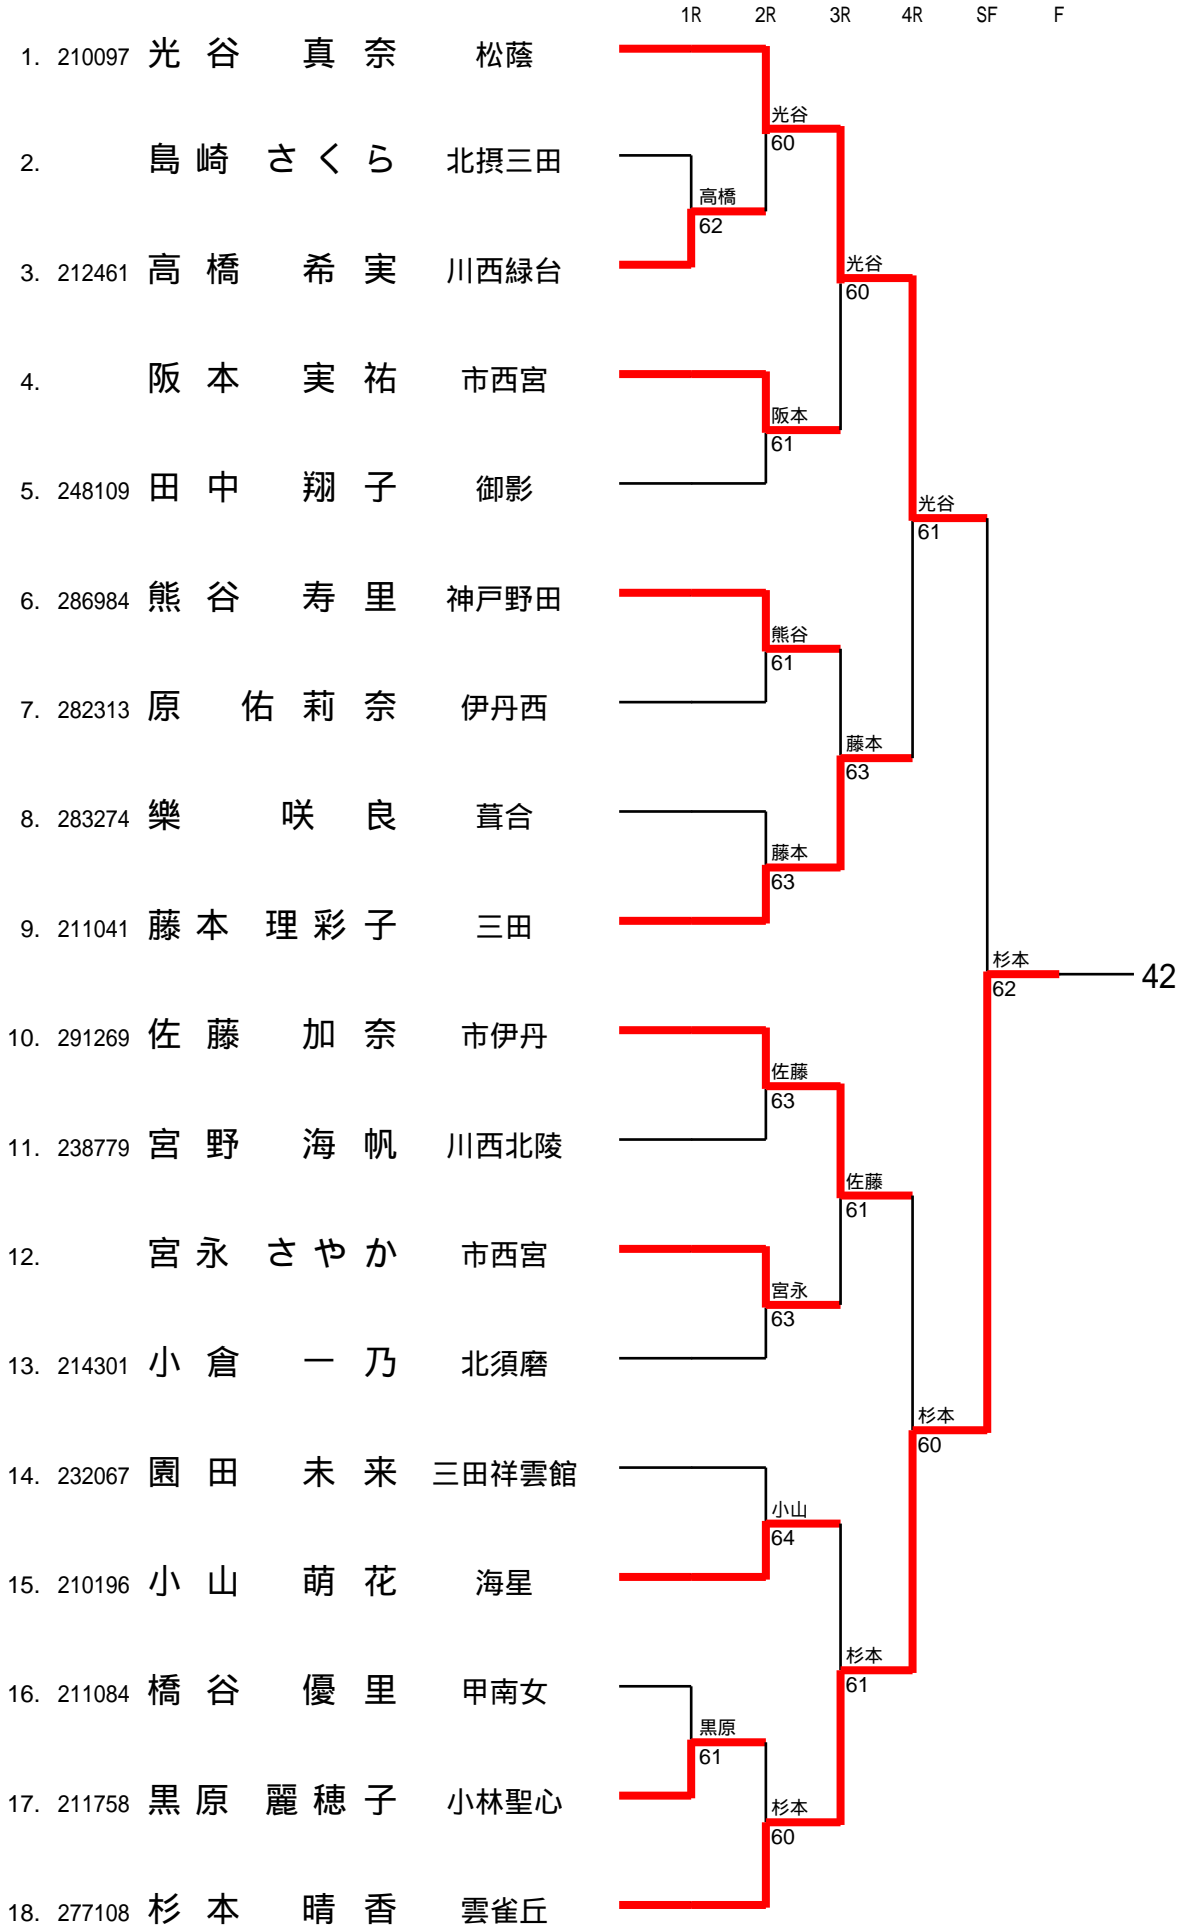 1R 2R 3R 4R SF F
1. 210097 光谷 真奈 松蔭
光谷
60
2. 島崎 さくら 北摂三田
高橋
62
3. 212461 高橋 希実 川西緑台
光谷
60
4. 阪本 実祐 市西宮
阪本
61
5. 248109 田中 翔子 御影
光谷
61
6. 286984 熊谷 寿里 神戸野田
熊谷
61
7. 282313 原 佑莉奈 伊丹西
藤本
63
8. 283274 樂 咲良 葺合
藤本
63
9. 211041 藤本 理彩子 三田
杉本
62
42
10. 291269 佐藤 加奈 市伊丹
佐藤
63
11. 238779 宮野 海帆 川西北陵
佐藤
61
12. 宮永 さやか 市西宮
宮永
63
13. 214301 小倉 一乃 北須磨
杉本
60
14. 232067 園田 未来 三田祥雲館
小山
64
15. 210196 小山 萌花 海星
杉本
61
16. 211084 橋谷 優里 甲南女
黒原
61
17. 211758 黒原 麗穂子 小林聖心
杉本
60
18. 277108 杉本 晴香 雲雀丘